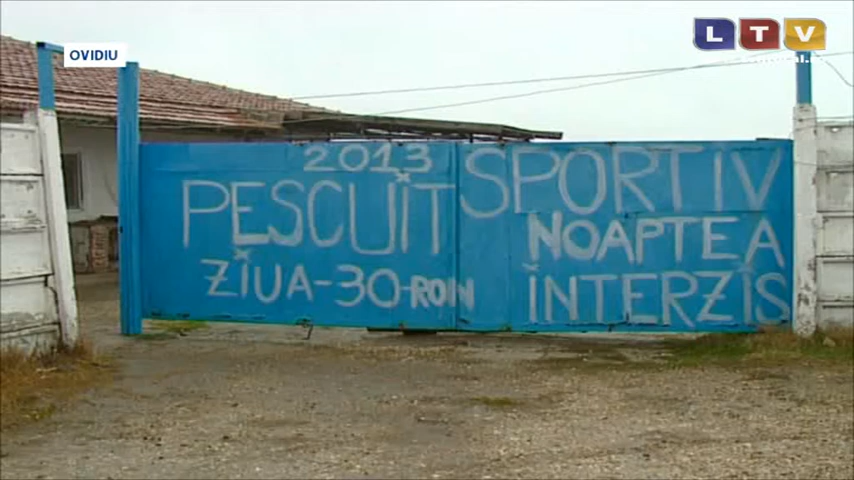 OVIDIU
LTV
2013
PESCUIT SPORTIV
ZIUA-30-RON
NOAPTEA
INTERZIS